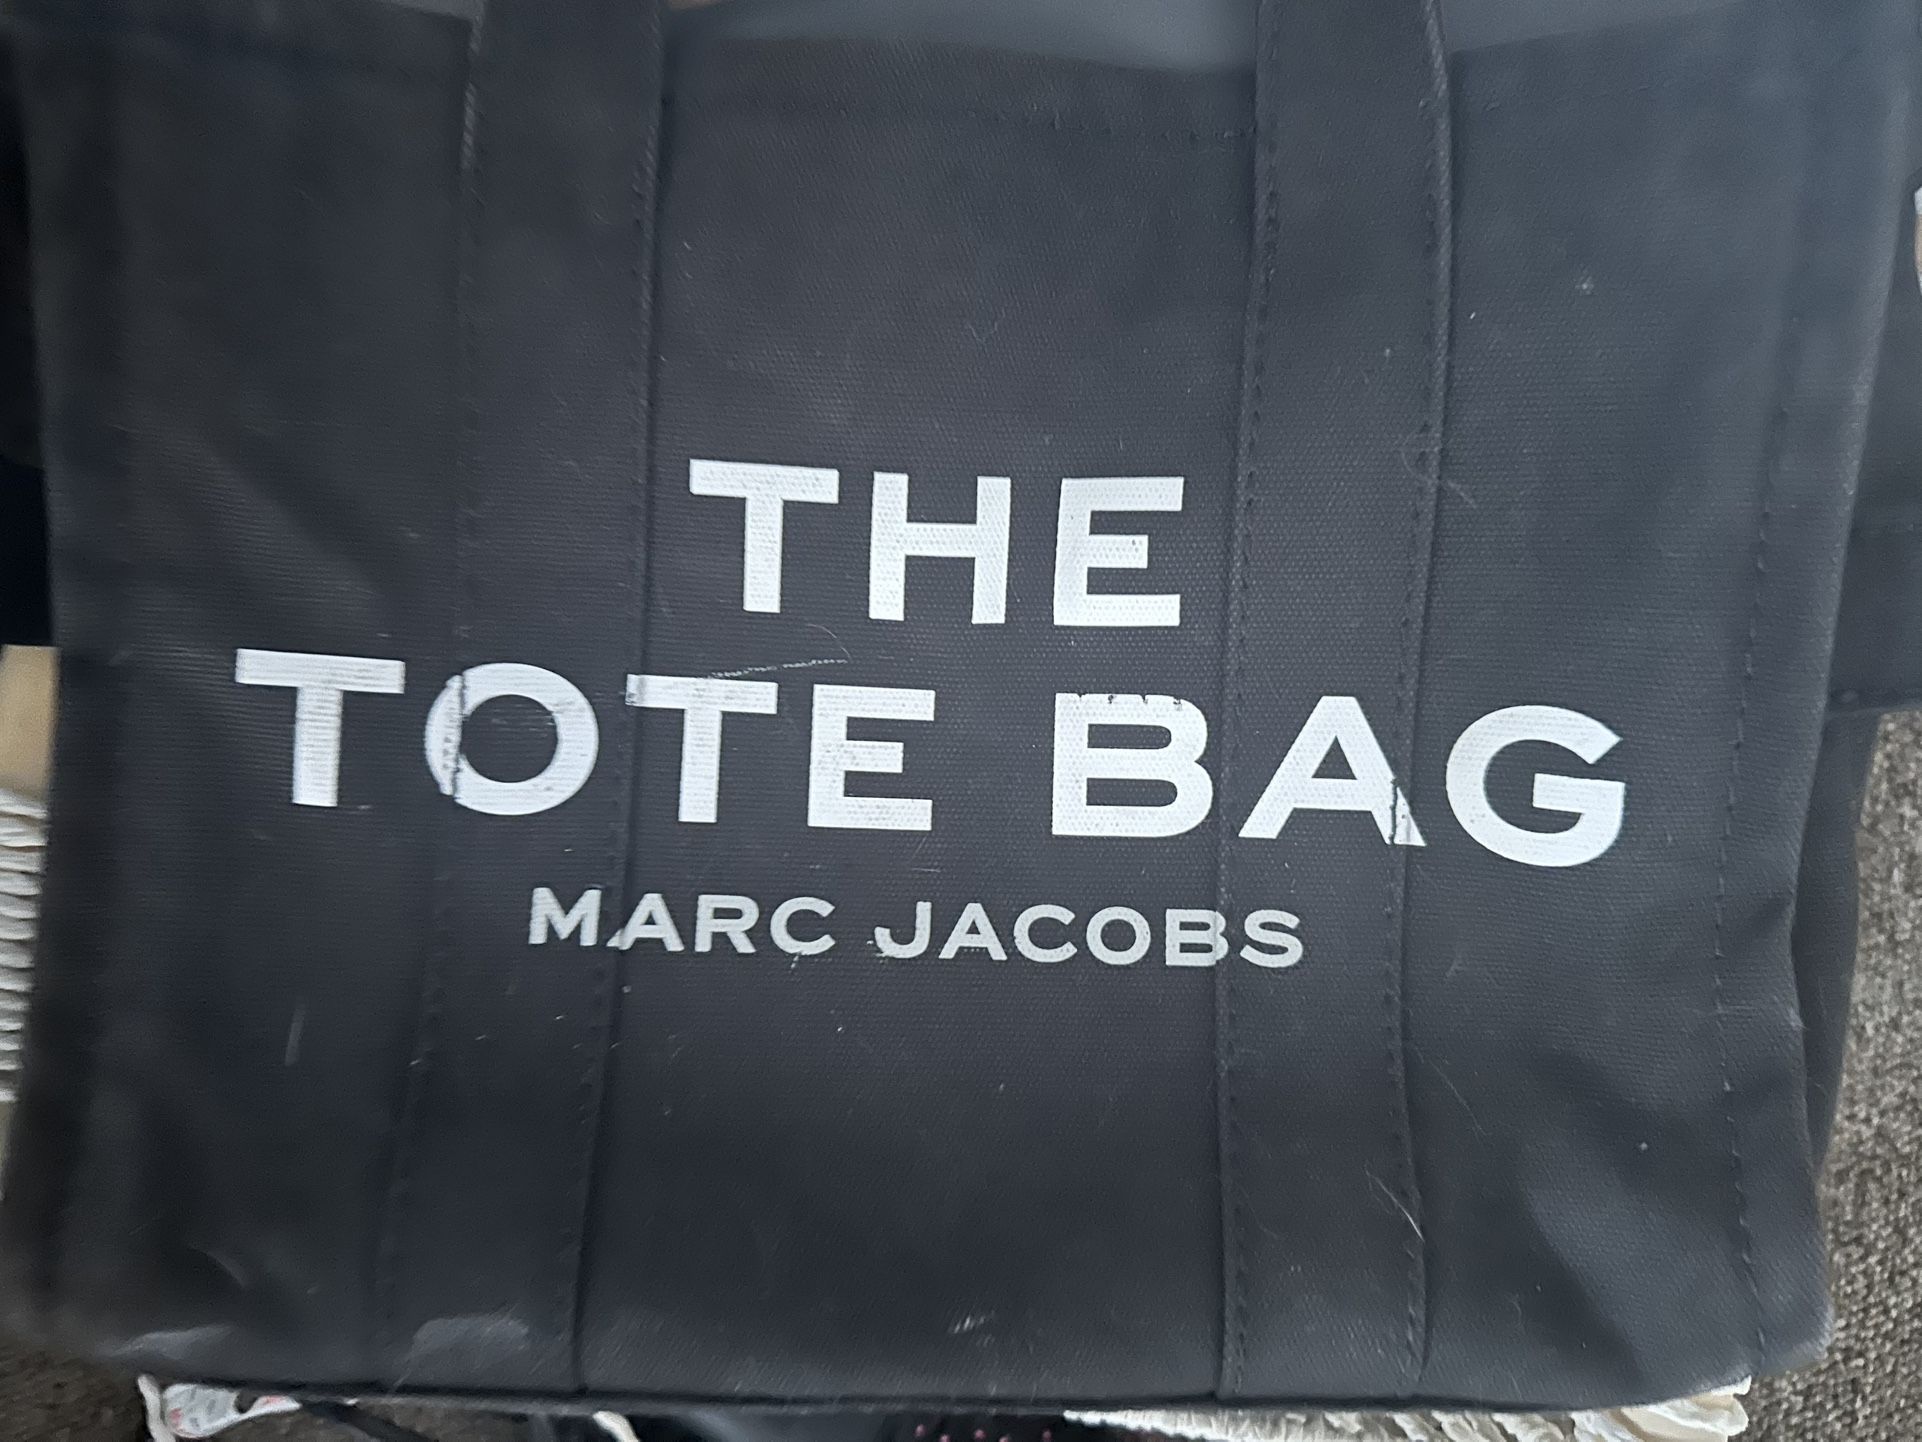 THE
TOTE BAG
MARC JACOBS